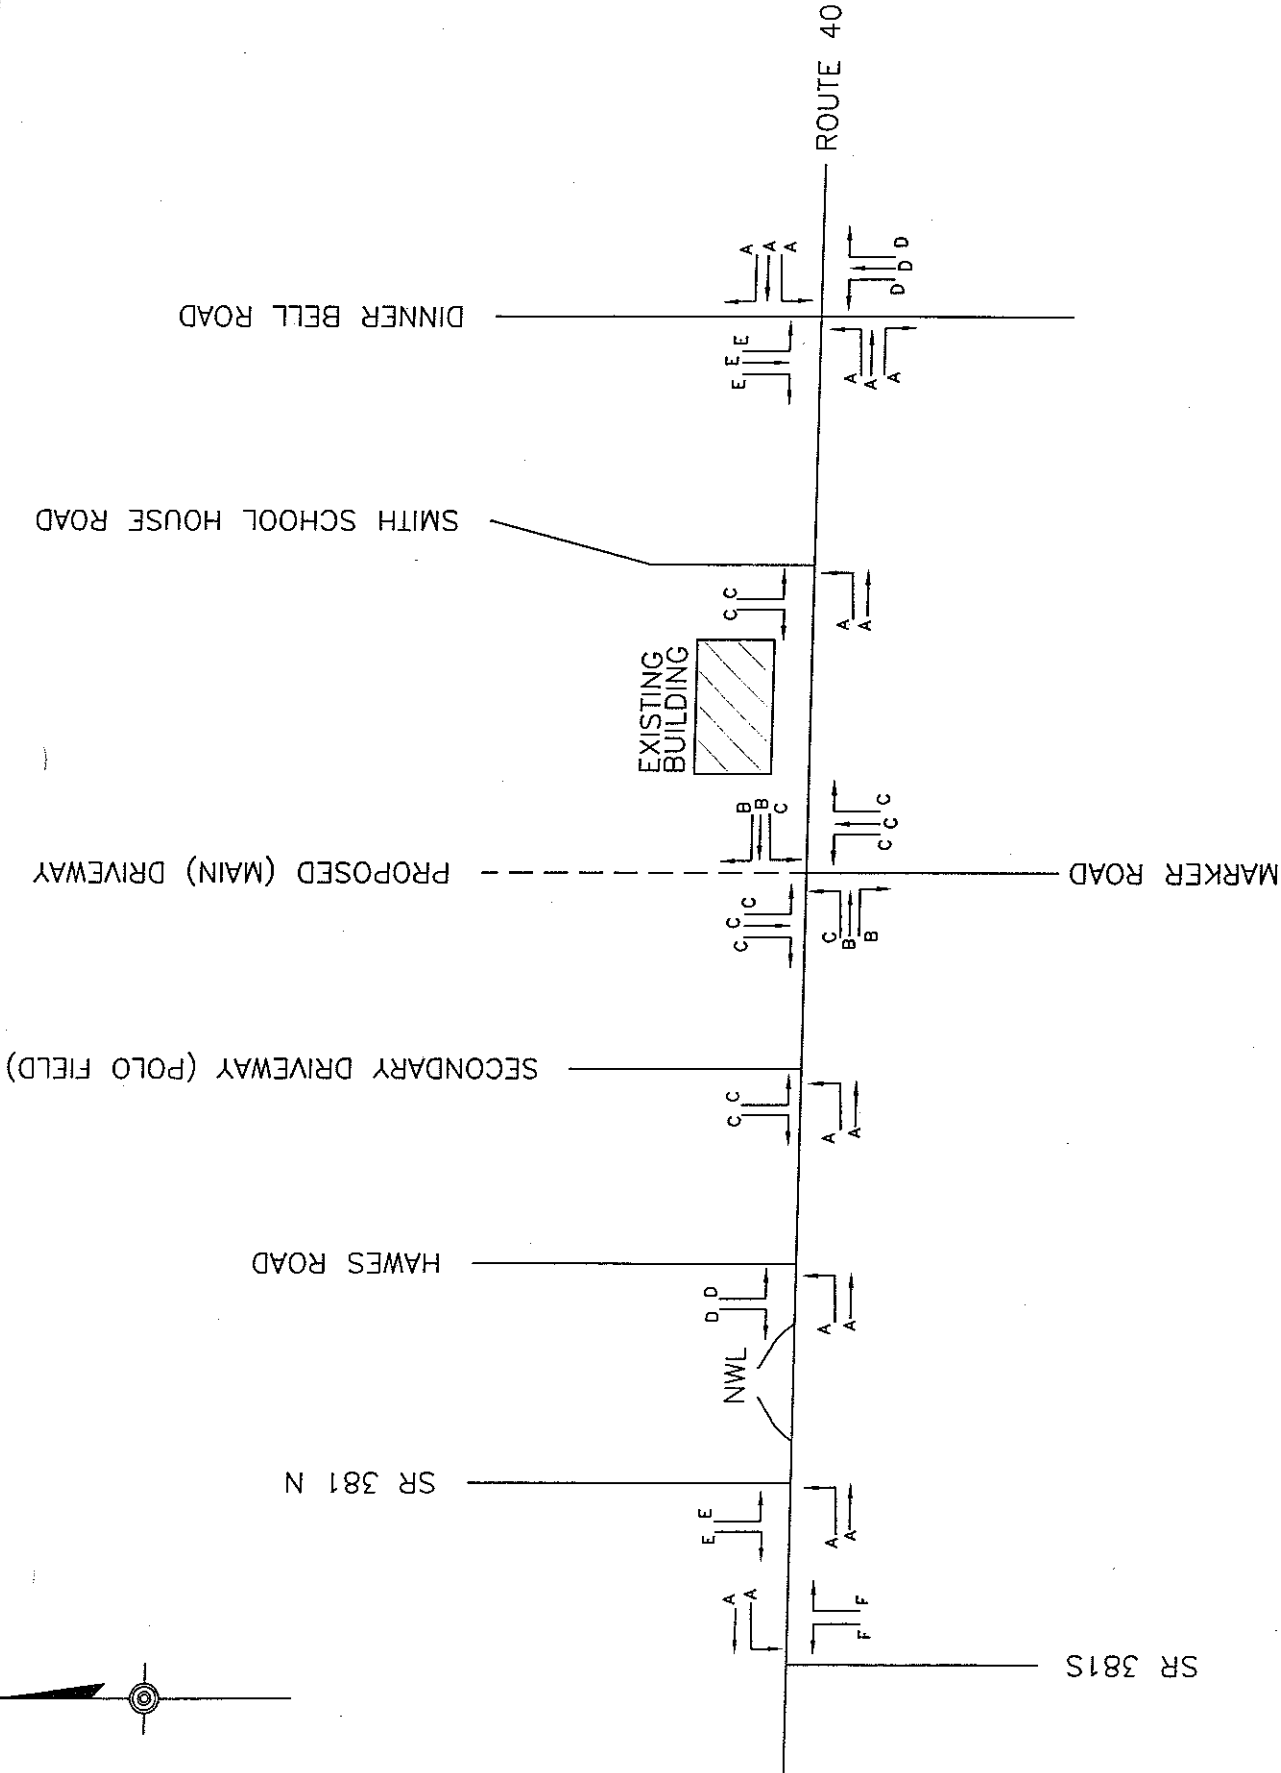 ROUTE 40
DINNER BELL ROAD
A
A
A
E
E
E
D
D
D
A
A
A
SMITH SCHOOL HOUSE ROAD
C
C
A
A
EXISTING
BUILDING
PROPOSED (MAIN) DRIVEWAY
B
B
C
C
C
C
C
C
C
C
B
B
MARKER ROAD
SECONDARY DRIVEWAY (POLO FIELD)
C
C
A
A
HAWES ROAD
D
D
A
A
NWL
SR 381 N
E
E
A
A
A
A
F
F
SR 381S